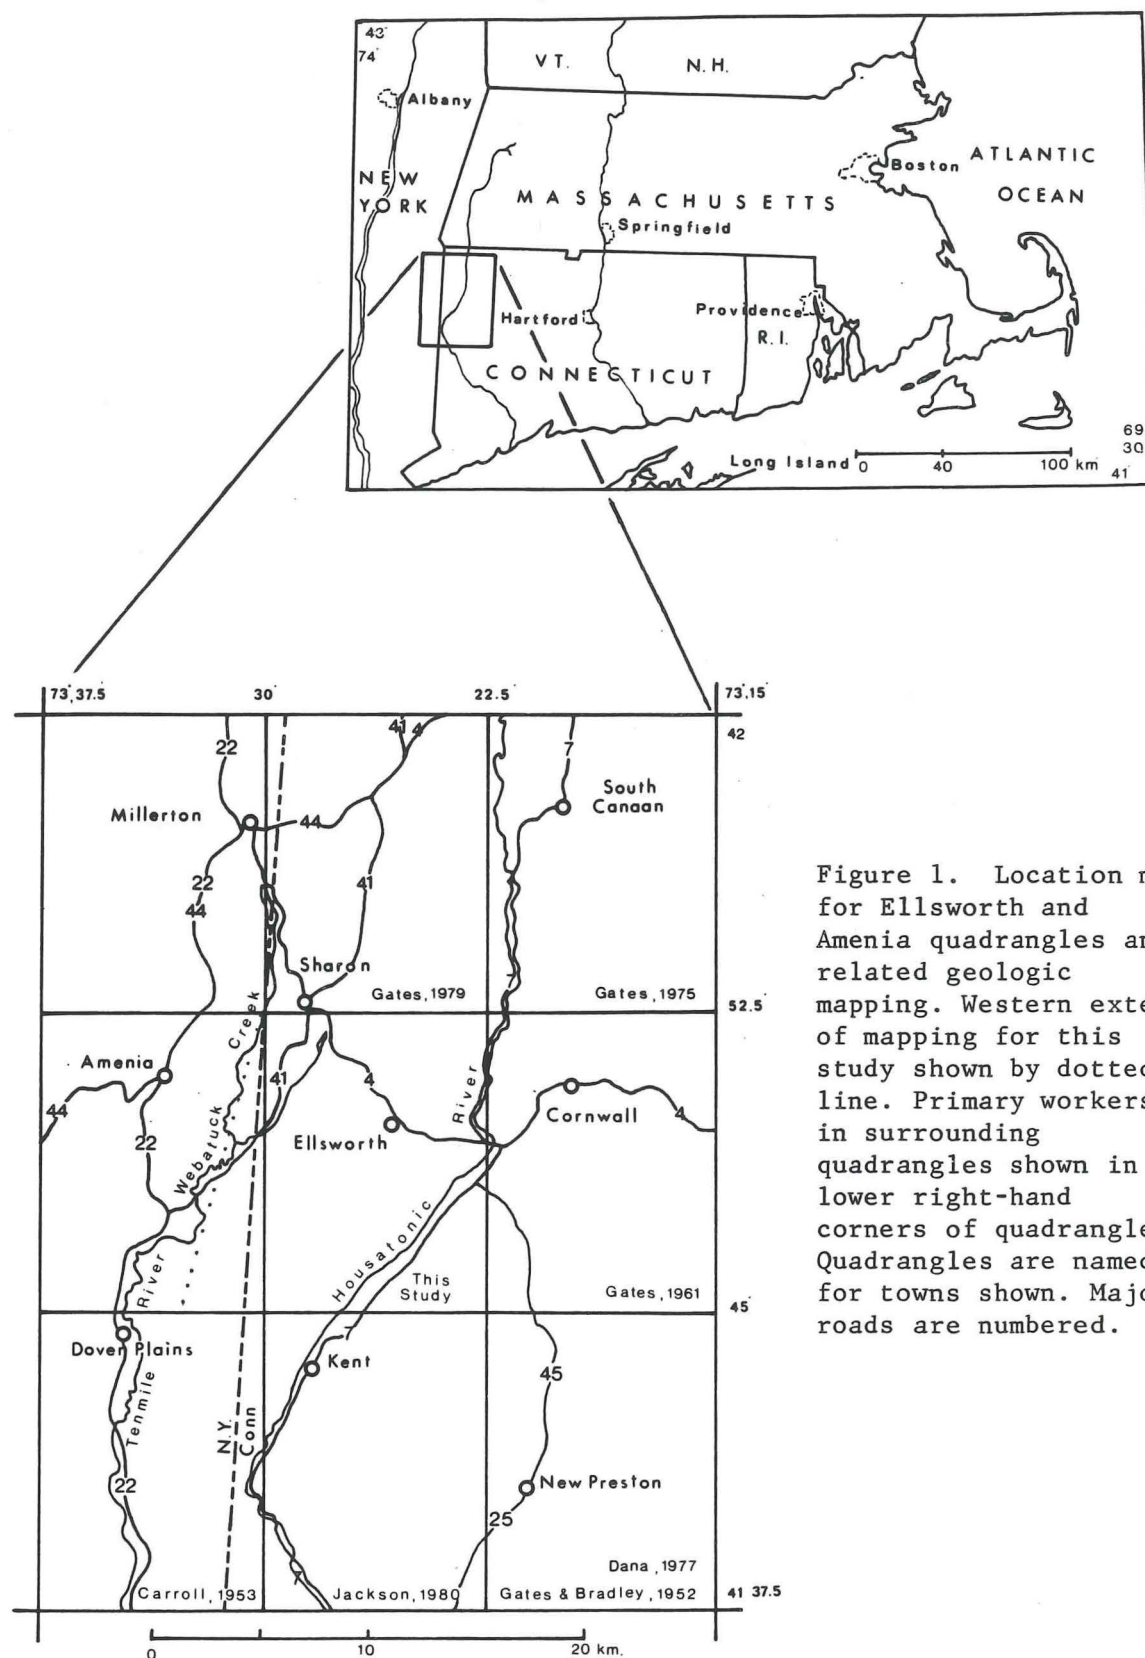 43°
74°
VT.
N.H.
Albany
NEW YORK
MASSACHUSETTS
Boston
ATLANTIC
OCEAN
Springfield
Hartford
Providence
R.I.
CONNECTICUT
Long Island
0 40 100 km
69
30
41°
73°,37.5
30°
22.5°
73°,15°
42
22
41
4
7
Millerton
44
South
Canaan
22
44
41
Sharon
Gates, 1979
Gates, 1975
52.5°
Creek
Amenia
41
4
River
Cornwall
4
44
22
Ellsworth
Webatuck
Housatonic
River
This
Study
Gates, 1961
45°
Dover Plains
7
Kent
45
Tenmile
N.Y.
Conn
22
New Preston
25
Dana, 1977
7
Carroll, 1953
Jackson, 1980
Gates & Bradley, 1952
41° 37.5
0 10 20 km.
Figure 1. Location
for Ellsworth and
Amenia quadrangles
related geologic
mapping. Western
of mapping for this
study shown by dotted
line. Primary workers
in surrounding
quadrangles shown in
lower right-hand
corners of
Quadrangles are named
for towns shown.
roads are numbered.